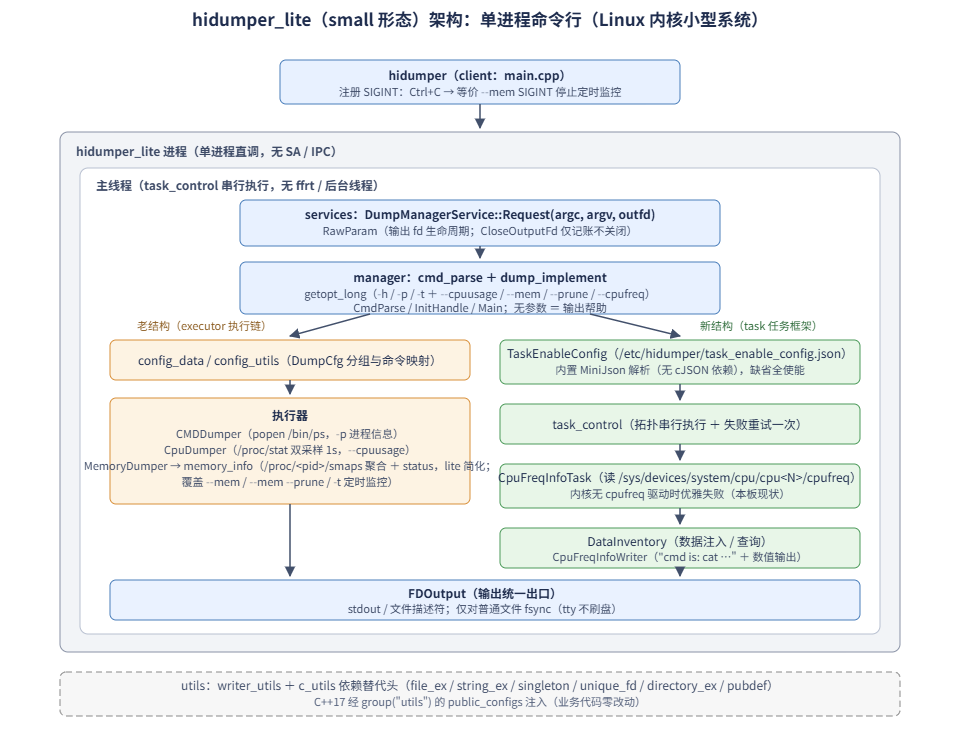 hidumper_lite（small 形态）架构：单进程命令行（Linux 内核小型系统）
hidumper（client：main.cpp）
注册 SIGINT：Ctrl+C → 等价 --mem SIGINT 停止定时监控
hidumper_lite 进程（单进程直调，无 SA / IPC）
主线程（task_control 串行执行，无 ffrt / 后台线程）
services：DumpManagerService::Request(argc, argv, outfd)
RawParam（输出 fd 生命周期；CloseOutputFd 仅记账不关闭）
manager：cmd_parse ＋ dump_implement
getopt_long（-h / -p / -t ＋ --cpuusage / --mem / --prune / --cpufreq）
CmdParse / InitHandle / Main；无参数 ＝ 输出帮助
老结构（executor 执行链）
新结构（task 任务框架）
config_data / config_utils（DumpCfg 分组与命令映射）
TaskEnableConfig（/etc/hidumper/task_enable_config.json）
内置 MiniJson 解析（无 cJSON 依赖），缺省全使能
执行器
CMDDumper（popen /bin/ps，-p 进程信息）
CpuDumper（/proc/stat 双采样 1s，--cpuusage）
MemoryDumper → memory_info（/proc/<pid>/smaps 聚合 ＋ status，lite 简化；
覆盖 --mem / --mem --prune / -t 定时监控）
task_control（拓扑串行执行 ＋ 失败重试一次）
CpuFreqInfoTask（读 /sys/devices/system/cpu/cpu<N>/cpufreq）
内核无 cpufreq 驱动时优雅失败（本板现状）
DataInventory（数据注入 / 查询）
CpuFreqInfoWriter（“cmd is: cat …” ＋ 数值输出）
FDOutput（输出统一出口）
stdout / 文件描述符；仅对普通文件 fsync（tty 不刷盘）
utils：writer_utils ＋ c_utils 依赖替代头（file_ex / string_ex / singleton / unique_fd / directory_ex / pubdef）
C++17 经 group("utils") 的 public_configs 注入（业务代码零改动）